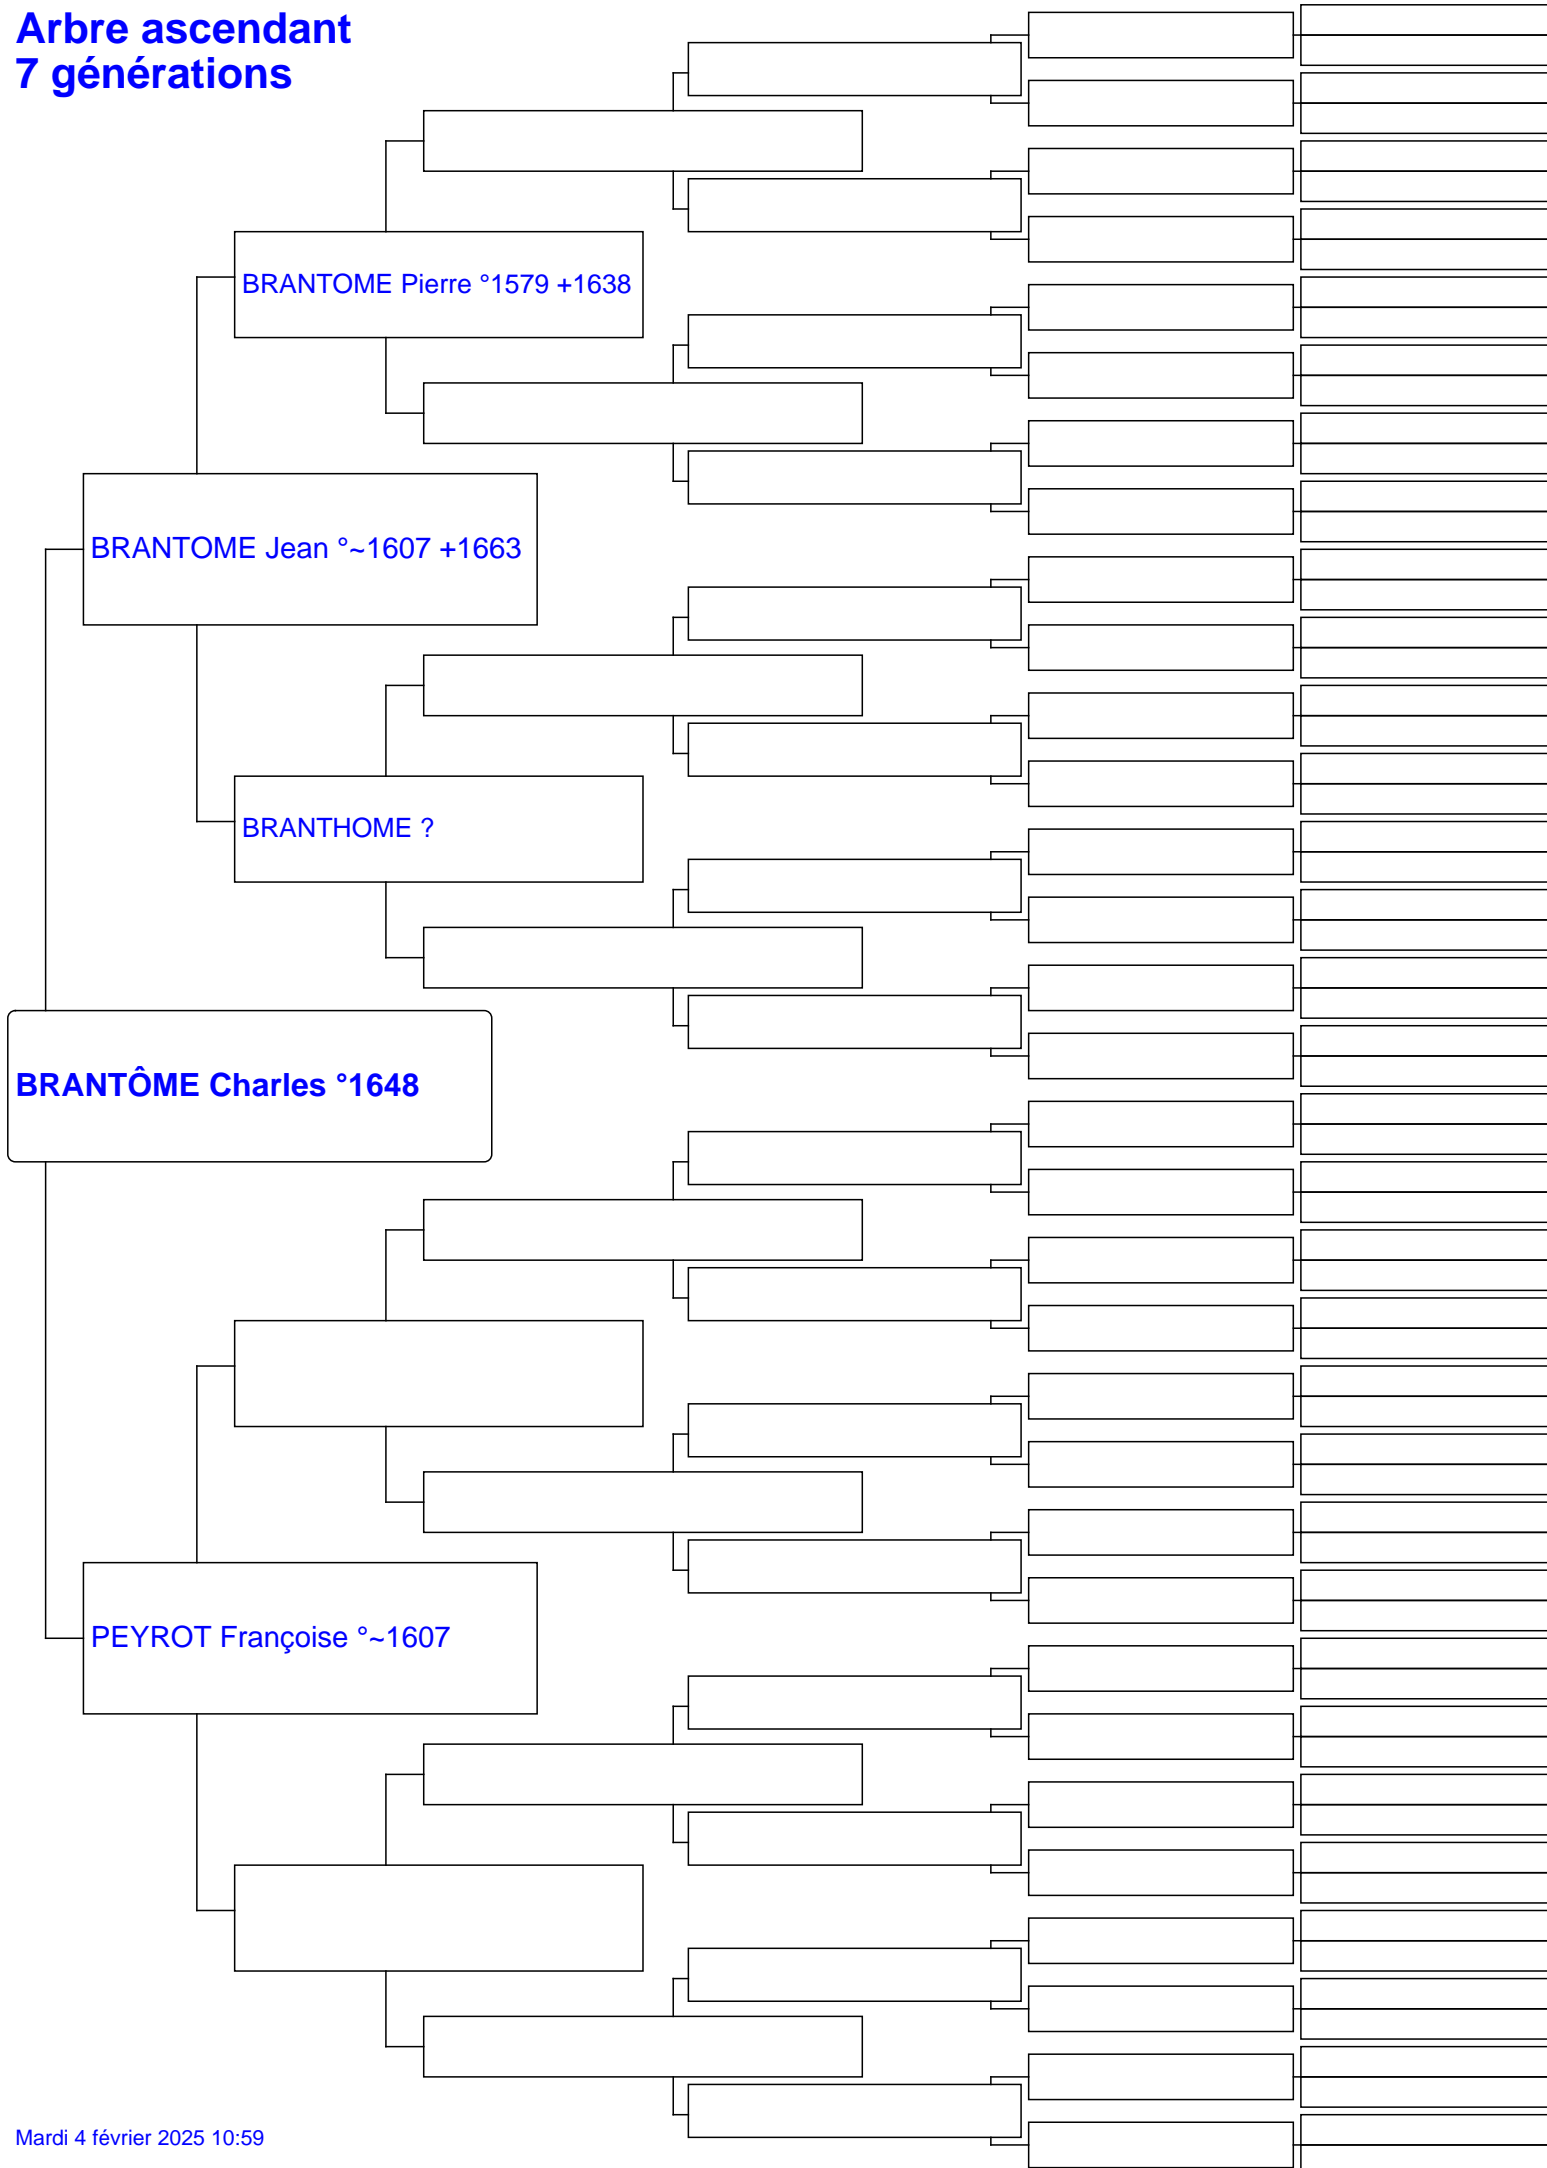 Arbre ascendant
7 générations
BRANTOME Pierre °1579 +1638
BRANTOME Jean °~1607 +1663
BRANTHOME ?
BRANTÔME Charles °1648
PEYROT Françoise °~1607
Mardi 4 février 2025 10:59